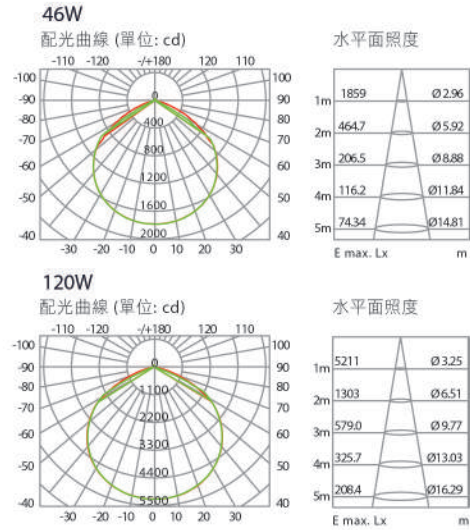 46W
配光曲線 (單位: cd) 水平面照度
-110 -120 -/+180 120 110
-100 100
-90 0 90
-80 400 80
-70 800 70
-60 1200 60
-50 1600 50
-40 2000 40
-30 -20 -10 0 10 20 30
1m 1859 Ø2.96
2m 464.7 Ø5.92
3m 206.5 Ø8.88
4m 116.2 Ø11.84
5m 74.34 Ø14.81
E max. Lx m
120W
配光曲線 (單位: cd) 水平面照度
-110 -120 -/+180 120 110
-100 100
-90 0 90
-80 1100 80
-70 2200 70
-60 3300 60
-50 4400 50
-40 5500 40
-30 -20 -10 0 10 20 30
1m 5211 Ø3.25
2m 1303 Ø6.51
3m 579.0 Ø9.77
4m 325.7 Ø13.03
5m 208.4 Ø16.29
E max. Lx m